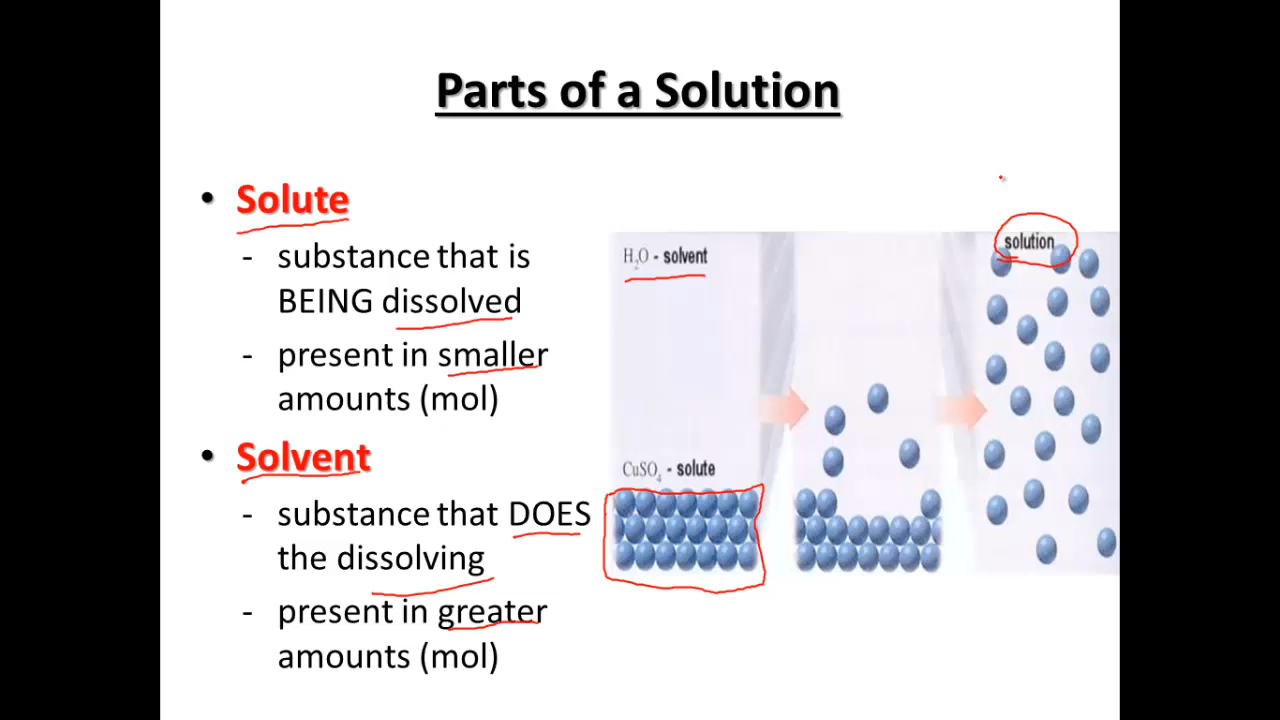 Parts of a Solution
• Solute
- substance that is
BEING dissolved
- present in smaller
amounts (mol)
• Solvent
- substance that DOES
the dissolving
- present in greater
amounts (mol)
H₂O - solvent
CuSO₄ - solute
solution